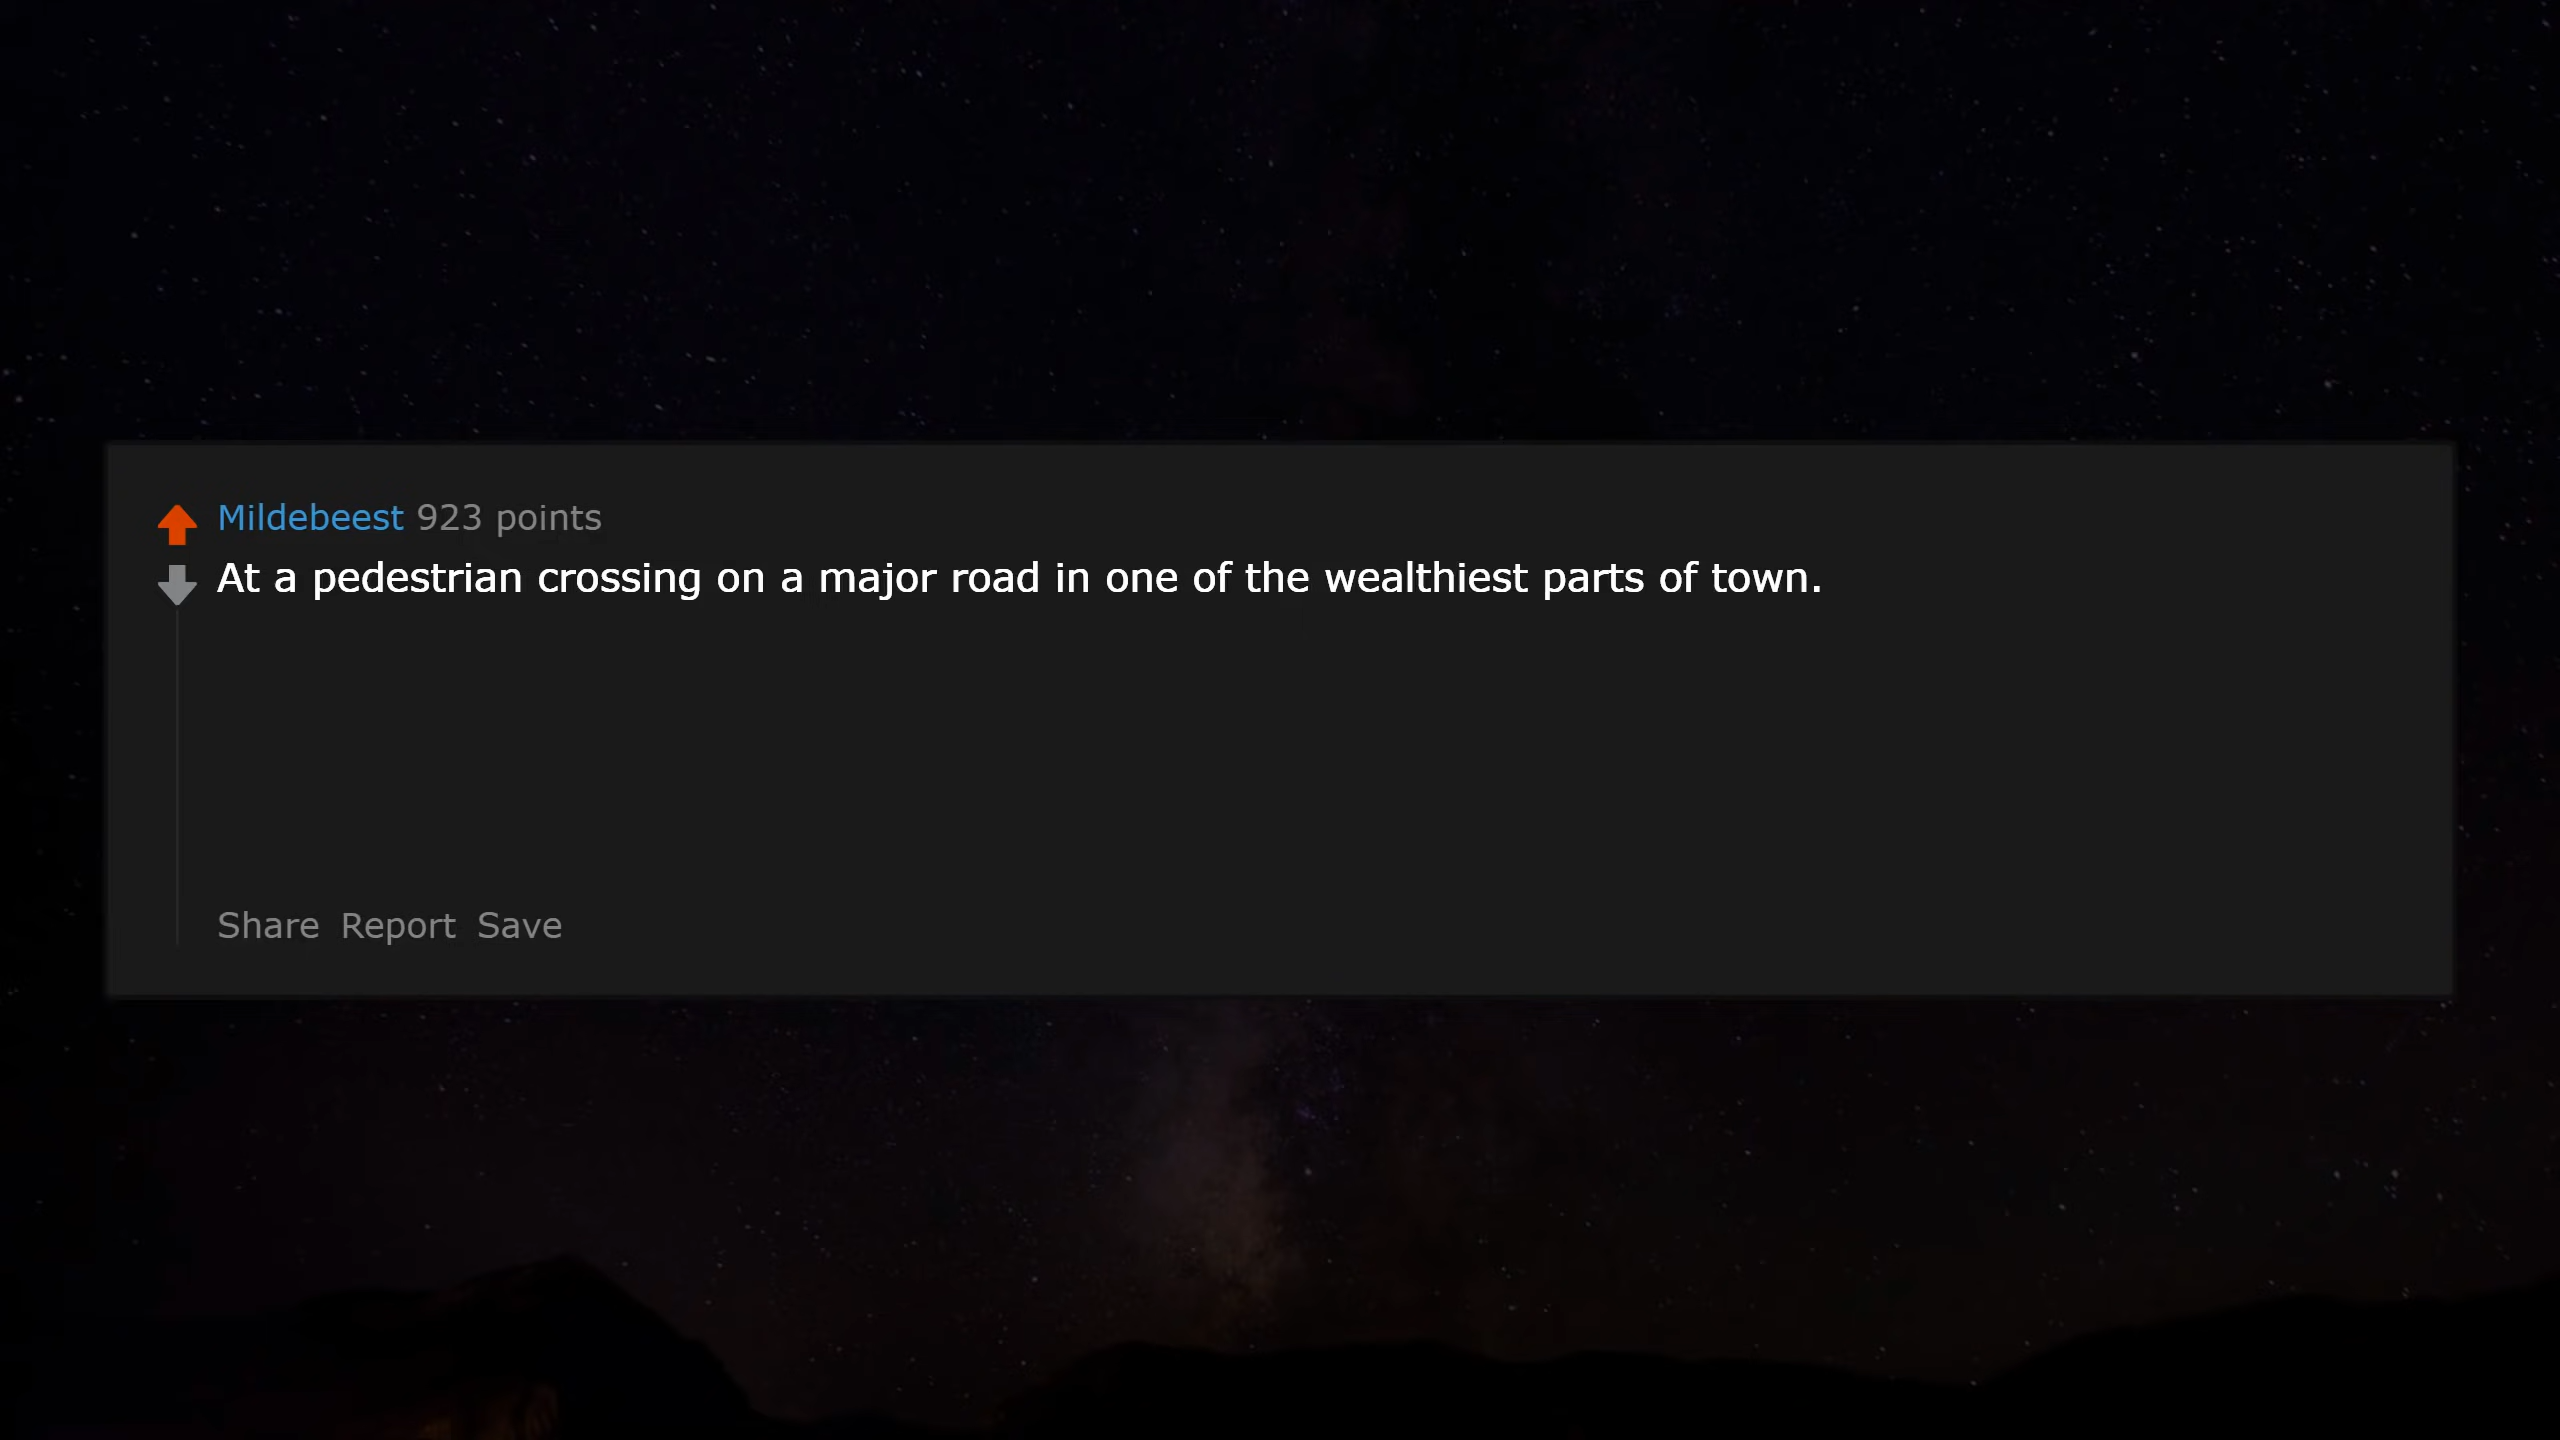 Mildebeest 923 points
At a pedestrian crossing on a major road in one of the wealthiest parts of town.
Share Report Save